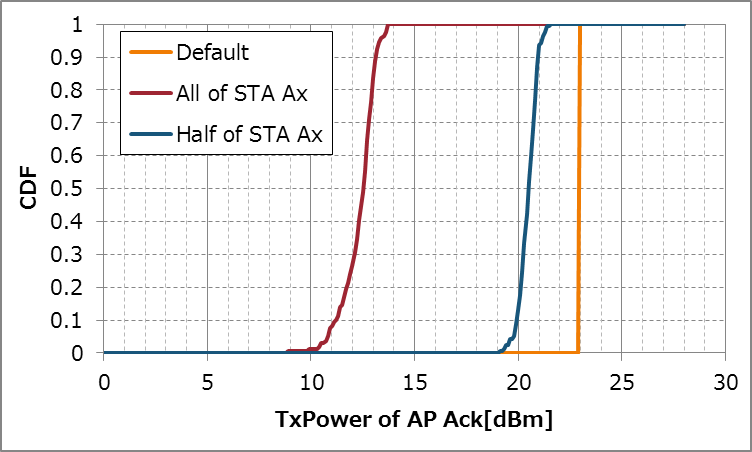 1
0.9
0.8
0.7
0.6
0.5
0.4
0.3
0.2
0.1
0
CDF
Default
All of STA Ax
Half of STA Ax
0 5 10 15 20 25 30
TxPower of AP Ack[dBm]